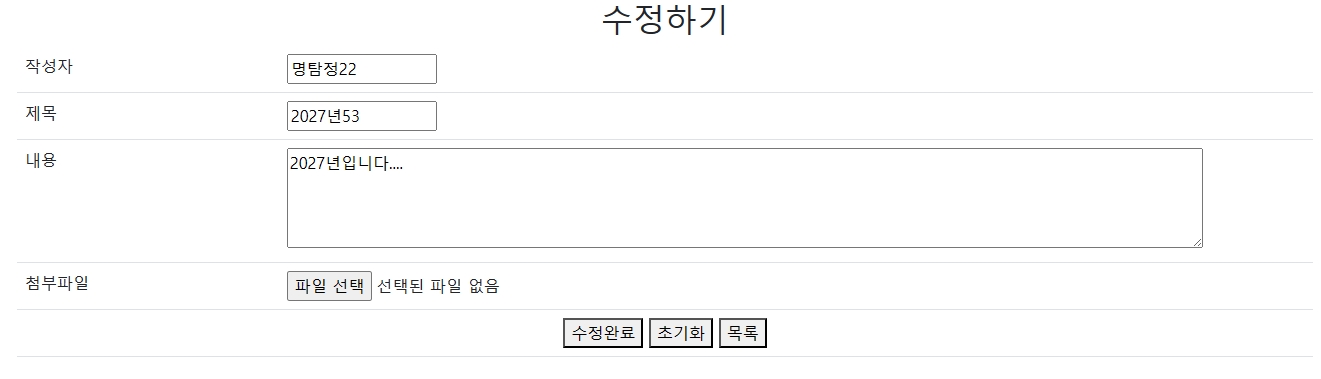 수정하기
작성자 명탐정22
제목 2027년53
내용 2027년입니다....
첨부파일 파일 선택 선택된 파일 없음
수정완료 초기화 목록